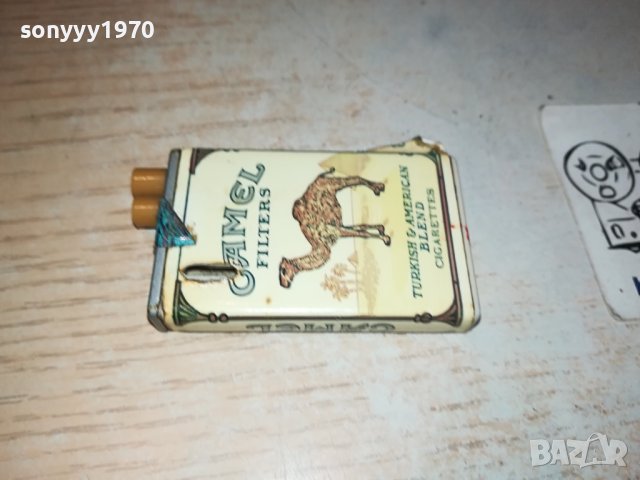 sonyyy1970
CAMEL
FILTERS
TURKISH & AMERICAN
BLEND
CIGARETTES
CAMEL
BAZAR